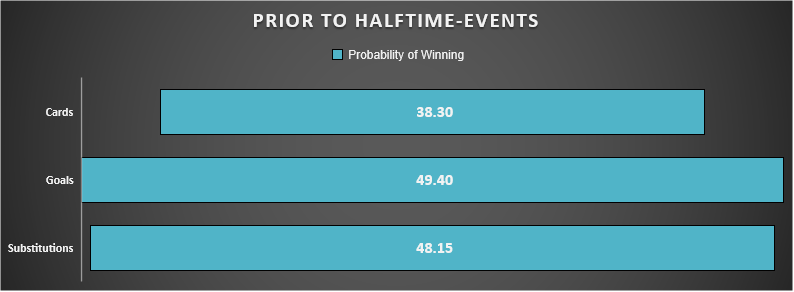 PRIOR TO HALFTIME-EVENTS
Probability of Winning
Cards 38.30
Goals 49.40
Substitutions 48.15